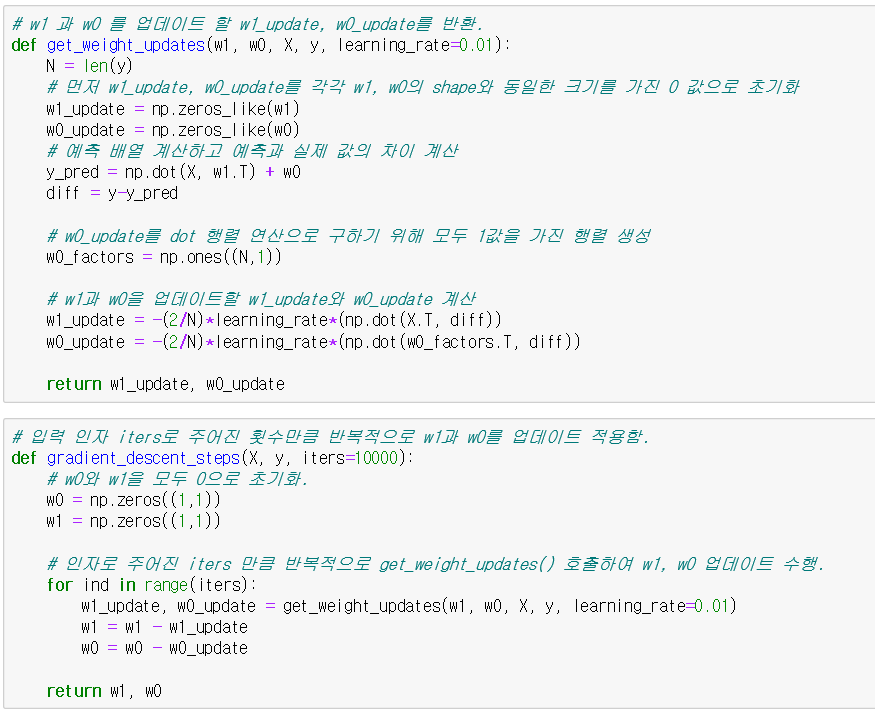 # w1 과 w0 를 업데이트 할 w1_update, w0_update를 반환.
def get_weight_updates(w1, w0, X, y, learning_rate=0.01):
    N = len(y)
    # 먼저 w1_update, w0_update를 각각 w1, w0의 shape와 동일한 크기를 가진 0 값으로 초기화
    w1_update = np.zeros_like(w1)
    w0_update = np.zeros_like(w0)
    # 예측 배열 계산하고 예측과 실제 값의 차이 계산
    y_pred = np.dot(X, w1.T) + w0
    diff = y-y_pred

    # w0_update를 dot 행렬 연산으로 구하기 위해 모두 1값을 가진 행렬 생성
    w0_factors = np.ones((N,1))

    # w1과 w0을 업데이트할 w1_update와 w0_update 계산
    w1_update = -(2/N)*learning_rate*(np.dot(X.T, diff))
    w0_update = -(2/N)*learning_rate*(np.dot(w0_factors.T, diff))

    return w1_update, w0_update

# 입력 인자 iters로 주어진 횟수만큼 반복적으로 w1과 w0를 업데이트 적용함.
def gradient_descent_steps(X, y, iters=10000):
    # w0와 w1을 모두 0으로 초기화.
    w0 = np.zeros((1,1))
    w1 = np.zeros((1,1))

    # 인자로 주어진 iters 만큼 반복적으로 get_weight_updates() 호출하여 w1, w0 업데이트 수행.
    for ind in range(iters):
        w1_update, w0_update = get_weight_updates(w1, w0, X, y, learning_rate=0.01)
        w1 = w1 - w1_update
        w0 = w0 - w0_update

    return w1, w0